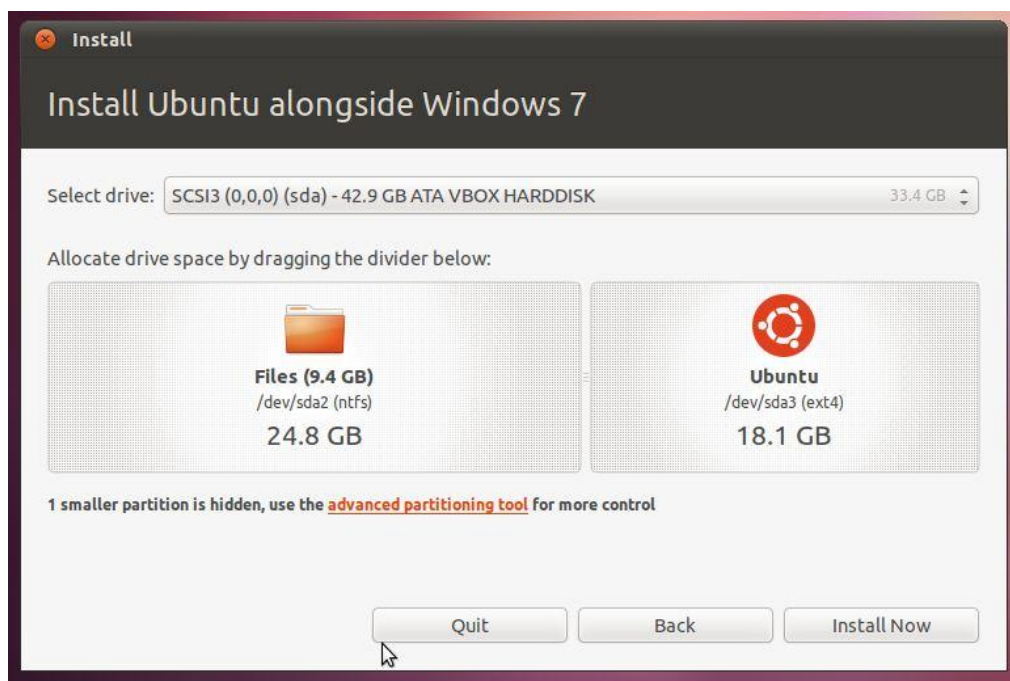 Install
Install Ubuntu alongside Windows 7
Select drive: SCSI3 (0,0,0) (sda) - 42.9 GB ATA VBOX HARDDISK 33.4 GB
Allocate drive space by dragging the divider below:
Files (9.4 GB)
/dev/sda2 (ntfs)
24.8 GB
Ubuntu
/dev/sda3 (ext4)
18.1 GB
1 smaller partition is hidden, use the advanced partitioning tool for more control
Quit Back Install Now